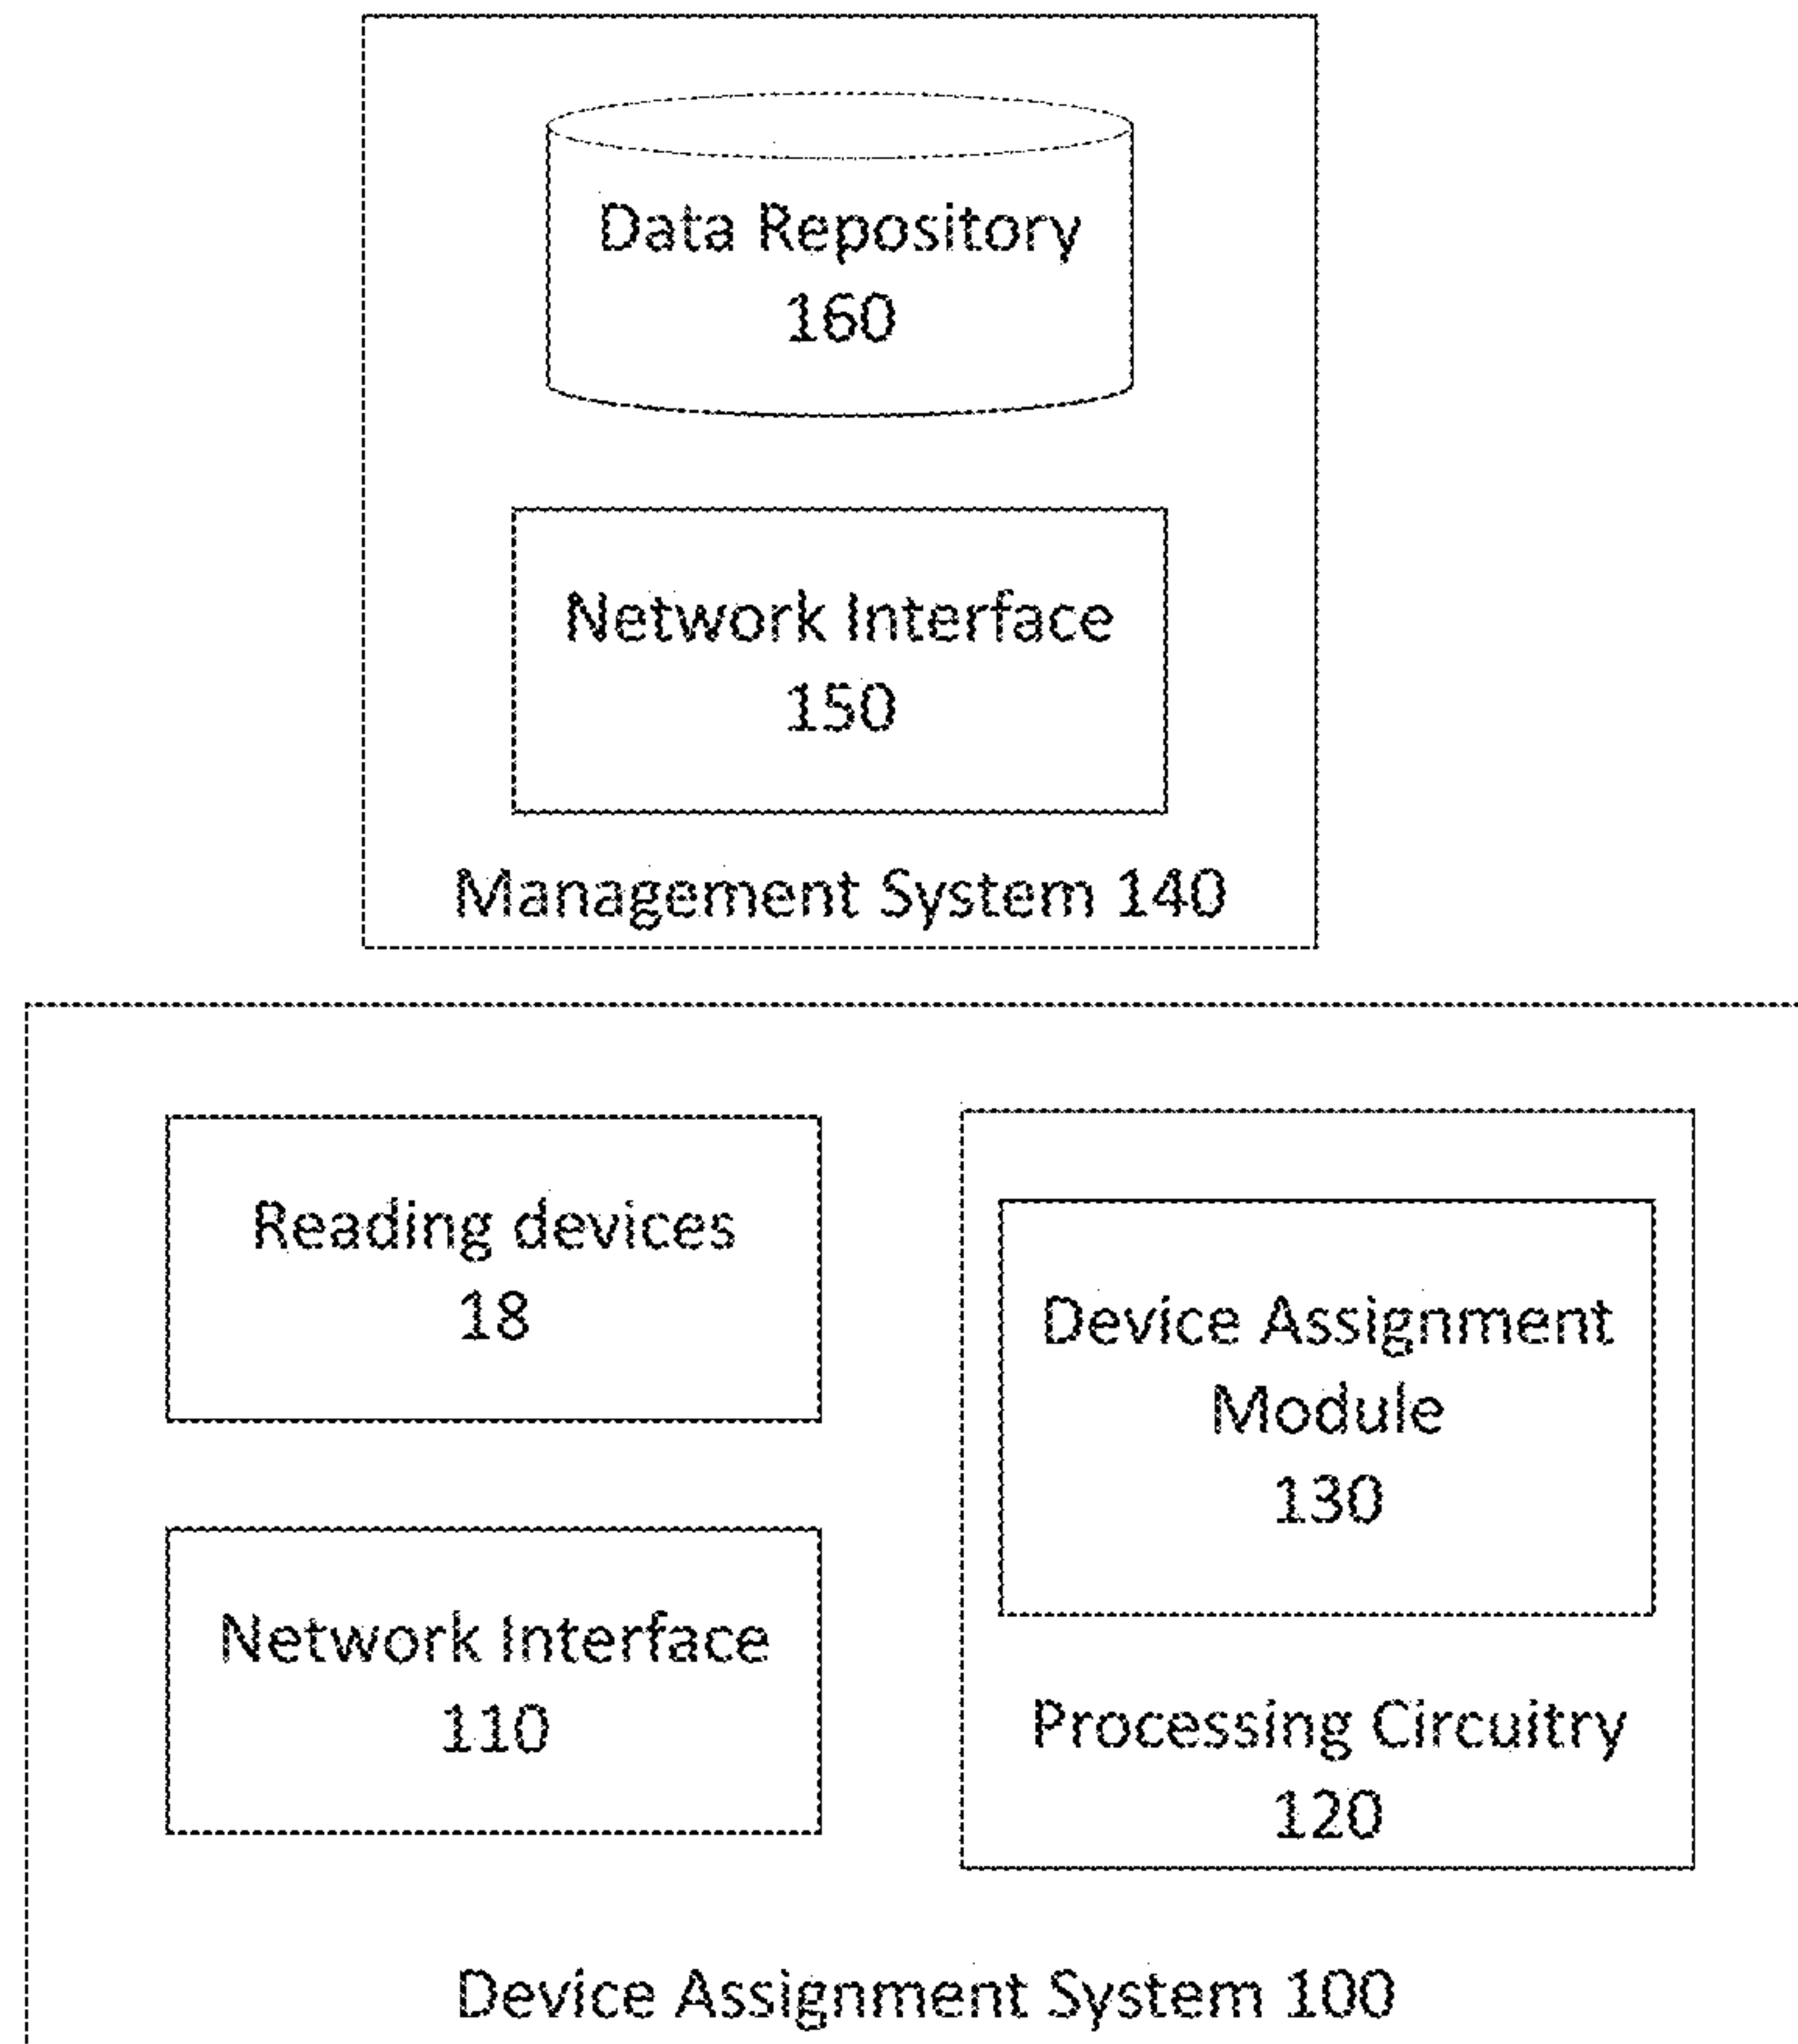 Data Repository
160
Network Interface
150
Management System 140
Reading devices
18
Device Assignment
Module
130
Network Interface
110
Processing Circuitry
120
Device Assignment System 100